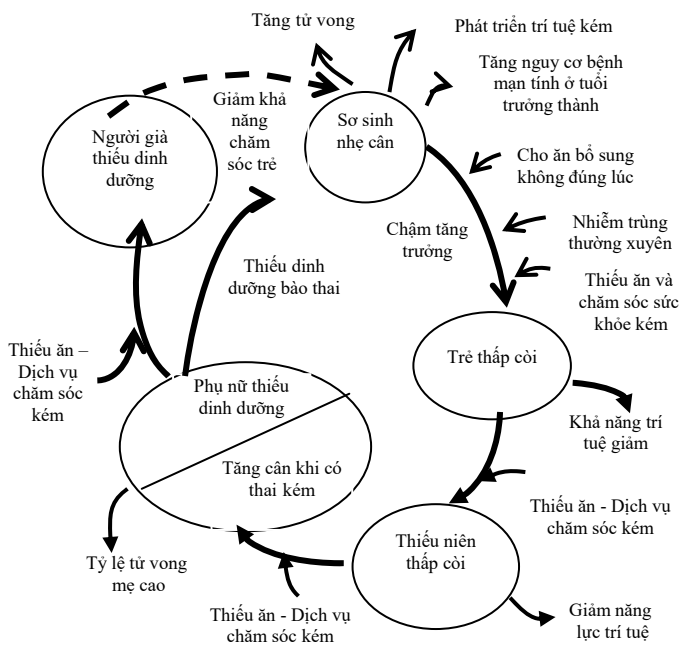 Tăng tử vong
Phát triển trí tuệ kém
Tăng nguy cơ bệnh
mạn tính ở tuổi
trưởng thành
Giảm khả
năng
chăm
sóc trẻ
Sơ sinh
nhẹ cân
Người già
thiếu dinh
dưỡng
Cho ăn bổ sung
không đúng lúc
Chậm tăng
trưởng
Nhiễm trùng
thường xuyên
Thiếu dinh
dưỡng bào thai
Thiếu ăn và
chăm sóc sức
khỏe kém
Thiếu ăn –
Dịch vụ
chăm sóc
kém
Trẻ thấp còi
Phụ nữ thiếu
dinh dưỡng
Khả năng trí
tuệ giảm
Tăng cân khi có
thai kém
Thiếu ăn - Dịch vụ
chăm sóc kém
Thiếu niên
thấp còi
Tỷ lệ tử vong
mẹ cao
Thiếu ăn - Dịch vụ
chăm sóc kém
Giảm năng
lực trí tuệ